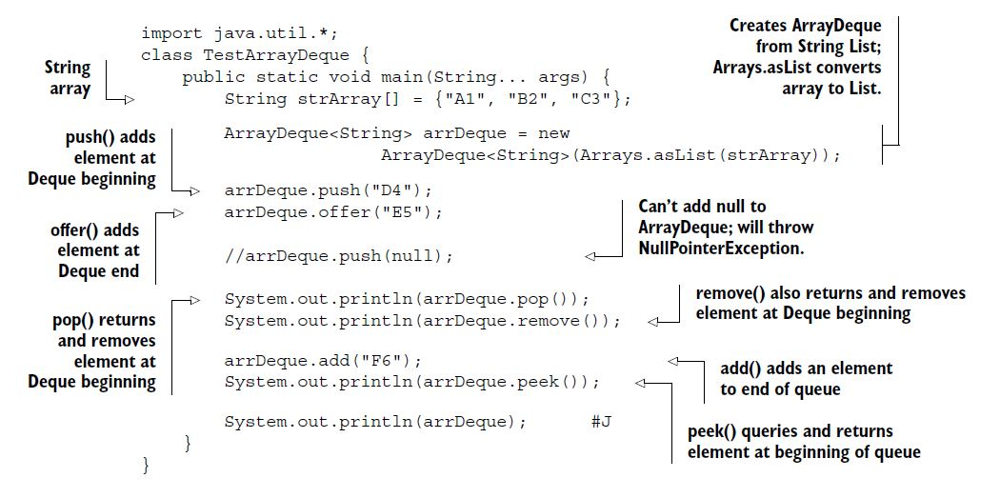 import java.util.*;
class TestArrayDeque {
public static void main(String... args) {
String strArray[] = {"A1", "B2", "C3"};
ArrayDeque<String> arrDeque = new
ArrayDeque<String>(Arrays.asList(strArray));
arrDeque.push("D4");
arrDeque.offer("E5");
//arrDeque.push(null);
System.out.println(arrDeque.pop());
System.out.println(arrDeque.remove());
arrDeque.add("F6");
System.out.println(arrDeque.peek());
System.out.println(arrDeque); #J
}
}
String
array
push() adds
element at
Deque beginning
offer() adds
element at
Deque end
pop() returns
and removes
element at
Deque beginning
Creates ArrayDeque
from String List;
Arrays.asList converts
array to List.
Can't add null to
ArrayDeque; will throw
NullPointerException.
remove() also returns and removes
element at Deque beginning
add() adds an element
to end of queue
peek() queries and returns
element at beginning of queue